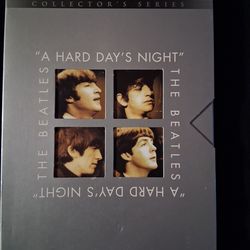 COLLECTOR'S SERIES
"A HARD DAY'S NIGHT"
THE BEATLES
THE BEATLES
"A HARD DAY'S NIGHT"